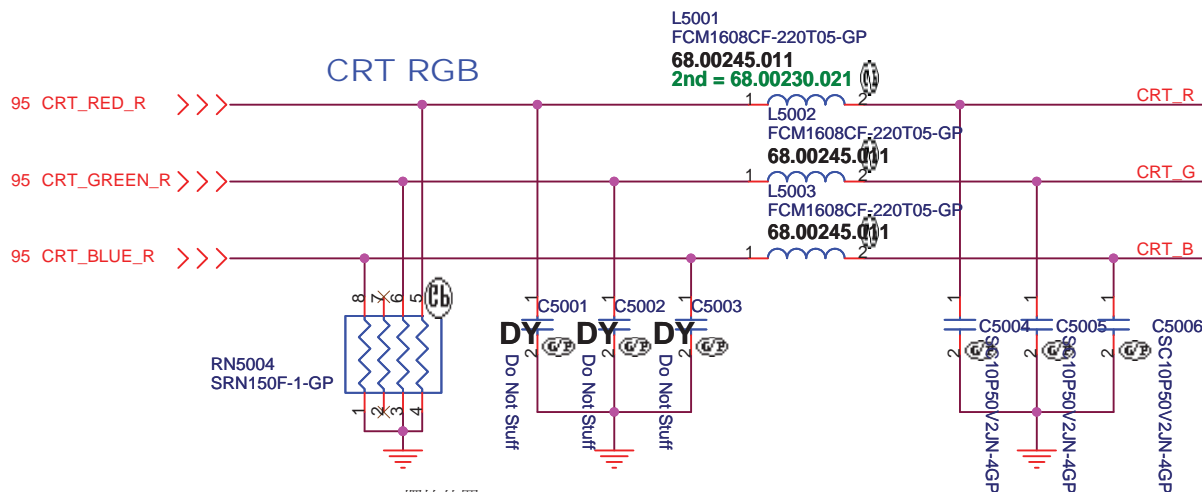 L5001
FCM1608CF-220T05-GP
68.00245.011
2nd = 68.00230.021
CRT RGB
95 CRT_RED_R
1
2
CRT_R
L5002
FCM1608CF-220T05-GP
68.00245.011
95 CRT_GREEN_R
1
2
CRT_G
L5003
FCM1608CF-220T05-GP
68.00245.011
95 CRT_BLUE_R
1
2
CRT_B
8
7
6
5
RN5004
SRN150F-1-GP
1
2
3
4
1
C5001
DY
2
Do Not Stuff
1
C5002
DY
2
Do Not Stuff
1
C5003
DY
2
Do Not Stuff
1
C5004
2
SC10P50V2JN-4GP
1
C5005
2
SC10P50V2JN-4GP
1
C5006
2
SC10P50V2JN-4GP